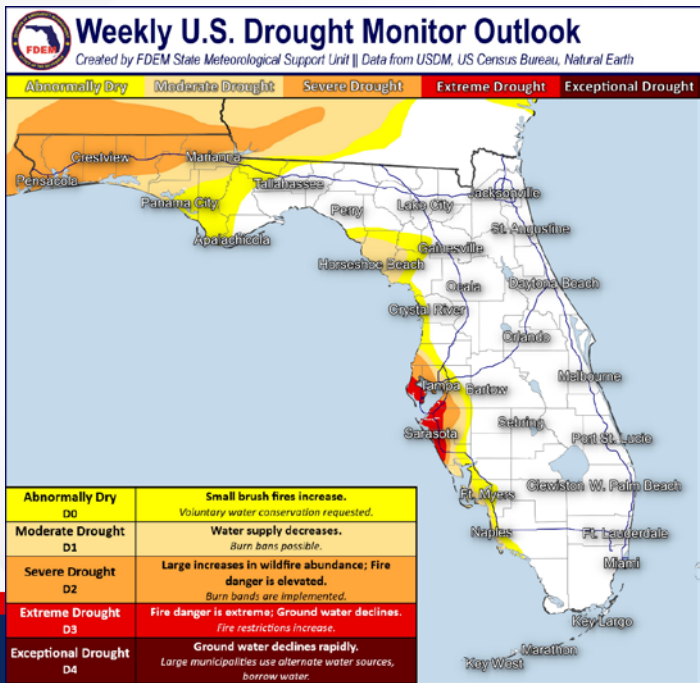 FDEM
Weekly U.S. Drought Monitor Outlook
Created by FDEM State Meteorological Support Unit || Data from USDM, US Census Bureau, Natural Earth
Abnormally Dry Moderate Drought Severe Drought Extreme Drought Exceptional Drought
Crestview
Marianna
Pensacola
Tallahassee
Panama City
Apalachicola
Perry
Lake City
Jacksonville
St. Augustine
Gainesville
Horseshoe Beach
Ocala
Daytona Beach
Crystal River
Orlando
Tampa
Bartow
Melbourne
Sebring
Sarasota
Port St. Lucie
Ft. Myers
Clewiston
W. Palm Beach
Naples
Ft. Lauderdale
Miami
Key Largo
Marathon
Key West
Abnormally Dry
D0
Small brush fires increase.
Voluntary water conservation requested.
Moderate Drought
D1
Water supply decreases.
Burn bans possible.
Severe Drought
D2
Large increases in wildfire abundance; Fire
danger is elevated.
Burn bands are implemented.
Extreme Drought
D3
Fire danger is extreme; Ground water declines.
Fire restrictions increase.
Exceptional Drought
D4
Ground water declines rapidly.
Large municipalities use alternate water sources,
borrow water.